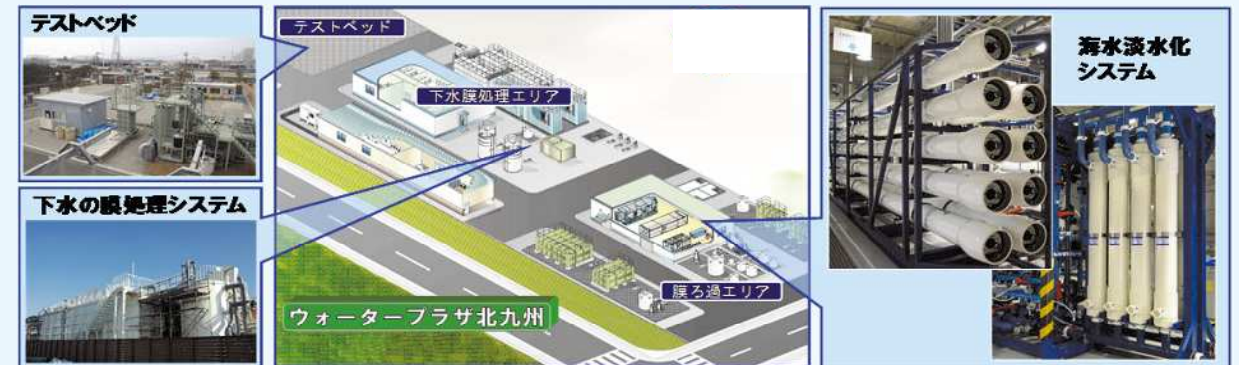 テストベッド
下水の膜処理システム
テストベッド
下水膜処理エリア
膜ろ過エリア
ウォータープラザ北九州
海水淡水化
システム